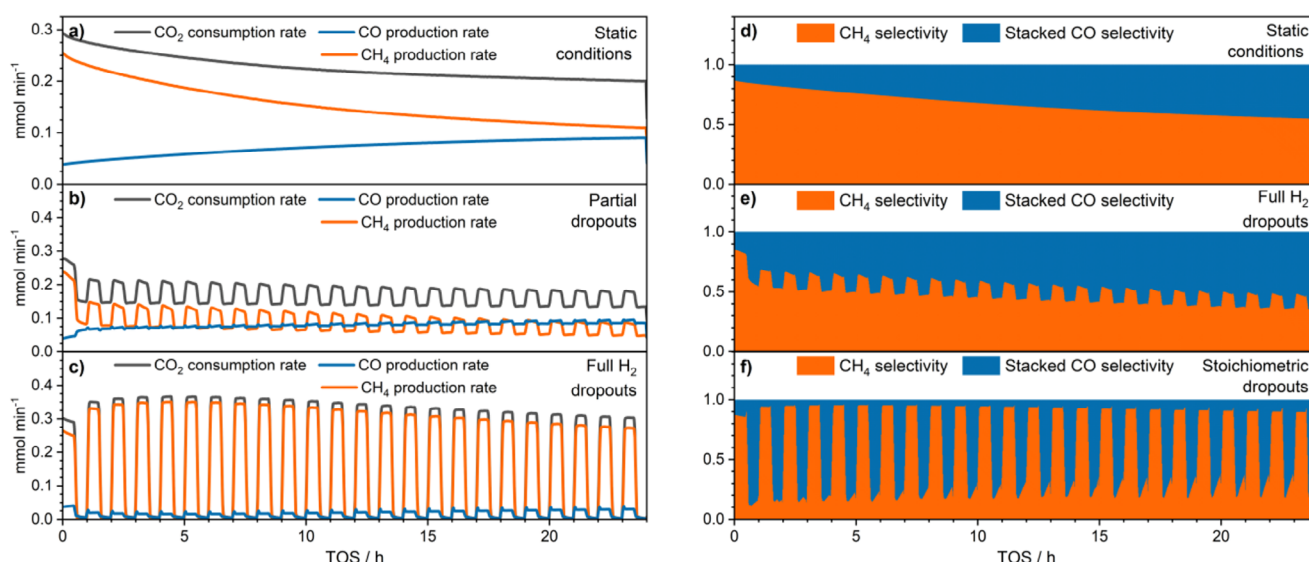 a)
CO₂ consumption rate
CO production rate
CH₄ production rate
Static
conditions
0.3
0.2
0.1
0.0
mmol min⁻¹
b)
CO₂ consumption rate
CO production rate
CH₄ production rate
Partial
dropouts
0.4
0.3
0.2
0.1
0.0
mmol min⁻¹
c)
CO₂ consumption rate
CO production rate
CH₄ production rate
Full H₂
dropouts
0.4
0.3
0.2
0.1
0.0
mmol min⁻¹
0 5 10 15 20
TOS / h
d)
CH₄ selectivity
Stacked CO selectivity
Static
conditions
1.0
0.5
0.0
e)
CH₄ selectivity
Stacked CO selectivity
Full H₂
dropouts
1.0
0.5
0.0
f)
CH₄ selectivity
Stacked CO selectivity
Stoichiometric
dropouts
1.0
0.5
0.0
0 5 10 15 20
TOS / h